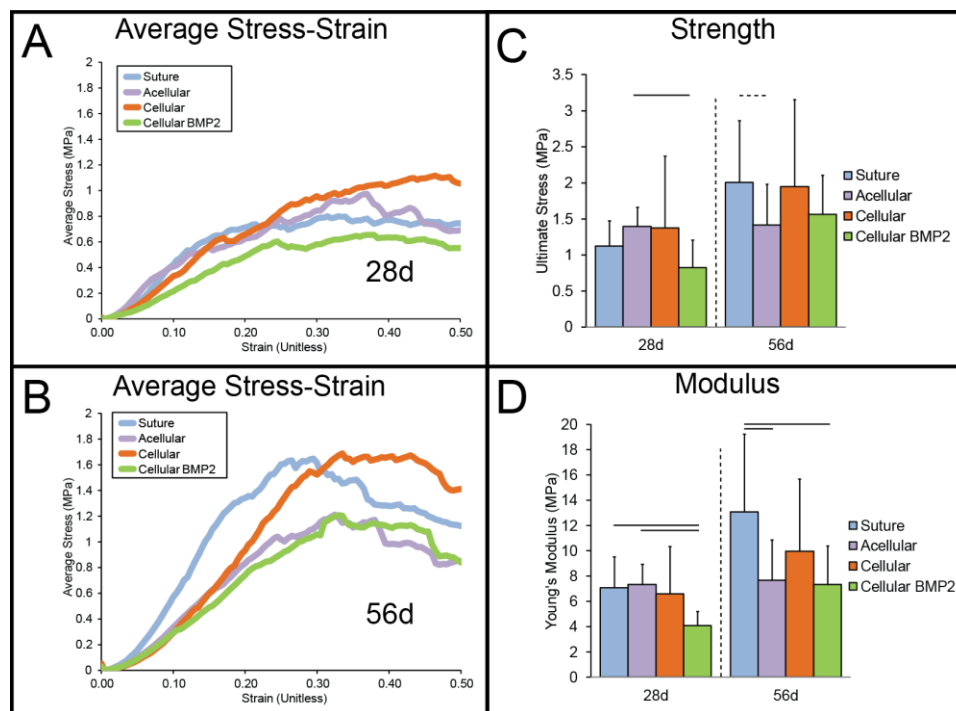 A
Average Stress-Strain
Suture
Acellular
Cellular
Cellular BMP2
Average Stress (MPa)
2
1.8
1.6
1.4
1.2
1
0.8
0.6
0.4
0.2
0
28d
0.00 0.10 0.20 0.30 0.40 0.50
Strain (Unitless)
B
Average Stress-Strain
Suture
Acellular
Cellular
Cellular BMP2
Average Stress (MPa)
2
1.8
1.6
1.4
1.2
1
0.8
0.6
0.4
0.2
0
56d
0.00 0.10 0.20 0.30 0.40 0.50
Strain (Unitless)
C
Strength
Ultimate Stress (MPa)
3.5
3
2.5
2
1.5
1
0.5
0
28d 56d
Suture
Acellular
Cellular
Cellular BMP2
D
Modulus
Young's Modulus (MPa)
20
18
16
14
12
10
8
6
4
2
0
28d 56d
Suture
Acellular
Cellular
Cellular BMP2